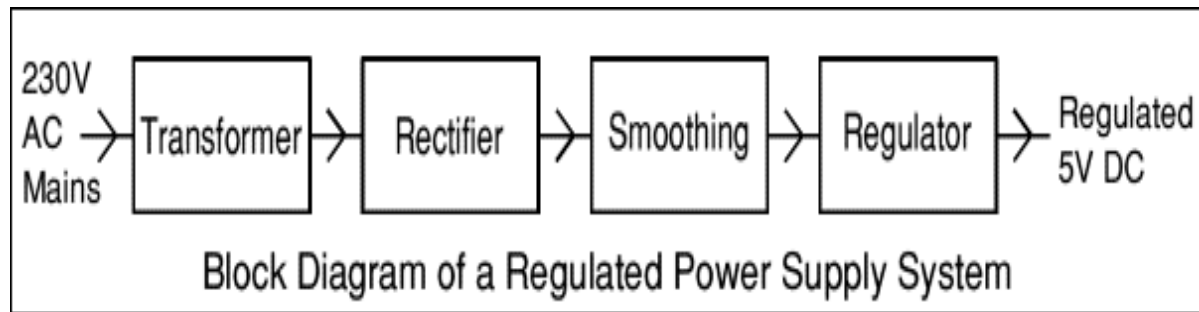 230V
AC
Mains
Transformer
Rectifier
Smoothing
Regulator
Regulated
5V DC
Block Diagram of a Regulated Power Supply System